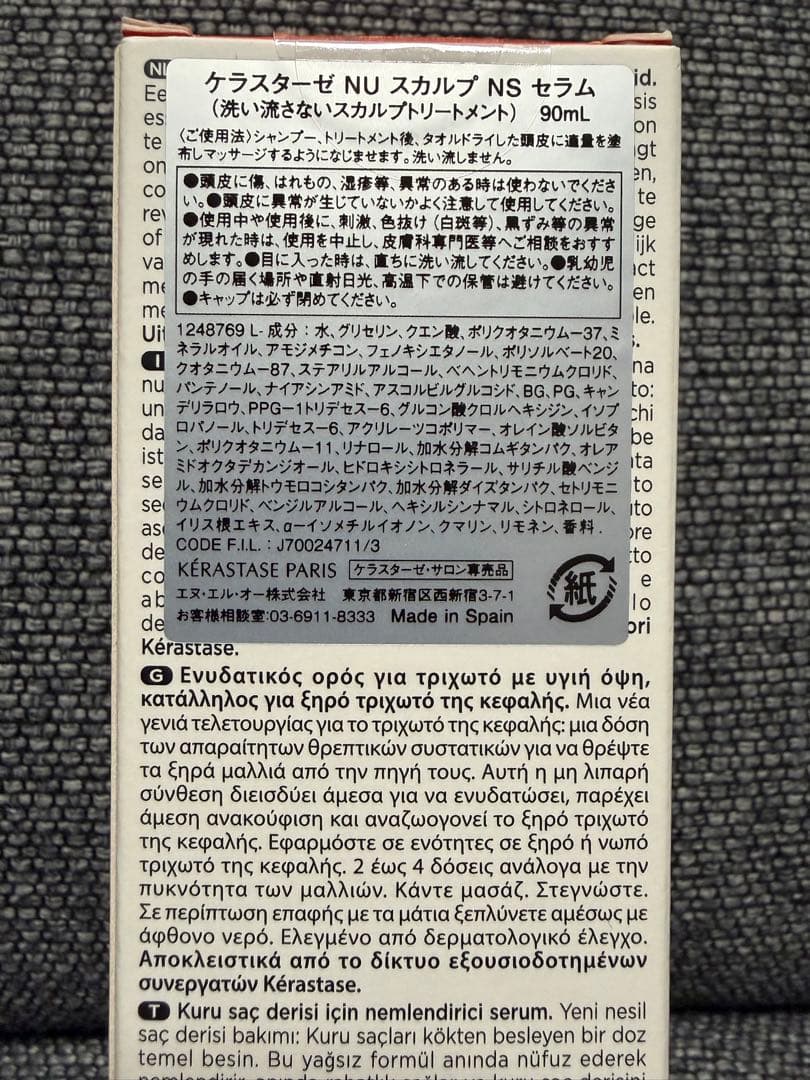 ケラスターゼ NU スカルプ NS セラム
(洗い流さないスカルプトリートメント) 90mL
〈ご使用法〉シャンプー、トリートメント後、タオルドライした頭皮に適量を塗
布しマッサージするようになじませます。洗い流しません。
●頭皮に傷、はれもの、湿疹等、異常のある時は使わないでくださ
い。●頭皮に異常が生じていないかよく注意して使用してください。
●使用中や使用後に、刺激、色抜け (白斑等)、黒ずみ等の異常
が現れた時は、使用を中止し、皮膚科専門医等へご相談をおすす
めします。●目に入った時は、直ちに洗い流してください。●乳幼児
の手の届く場所や直射日光、高温下での保管は避けてください。
●キャップは必ず閉めてください。
1248769 L- 成分 : 水、グリセリン、クエン酸、ポリクオタニウムー37、ミ
ネラルオイル、アモジメチコン、フェノキシエタノール、ポリソルベート20、
クオタニウムー87、ステアリルアルコール、ベヘントリモニウムクロリド、
パンテノール、ナイアシンアミド、アスコルビルグルコシド、BG、PG、キャン
デリラロウ、PPGー1トリデセスー6、グルコン酸クロルヘキシジン、イソプ
ロパノール、トリデセスー6、アクリレーツコポリマー、オレイン酸ソルビタ
ン、ポリクオタニウムー11、リナロール、加水分解コムギタンパク、オレア
ミドオクタデカンジオール、ヒドロキシシトロネラール、サリチル酸ベンジ
ル、加水分解トウモロコシタンパク、加水分解ダイズタンパク、セトリモニ
ウムクロリド、ベンジルアルコール、ヘキシルシンナマル、シトロネロール、
イリス根エキス、αーイソメチルイオノン、クマリン、リモネン、香料 .
CODE F.I.L. : J70024711/3
KÉRASTASE PARIS ケラスターゼ・サロン専売品
エヌ・エル・オー株式会社 東京都新宿区西新宿3-7-1
お客様相談室:03-6911-8333 Made in Spain
紙
Kérastase.
G Ενυδατικός ορός για τριχωτό με υγιή όψη,
κατάλληλος για ξηρό τριχωτό της κεφαλής. Μια νέα
γενιά τελετουργίας για το τριχωτό της κεφαλής: μια δόση
των απαραίτητων θρεπτικών συστατικών για να θρέψτε
τα ξηρά μαλλιά από την πηγή τους. Αυτή η μη λιπαρή
σύνθεση διεισδύει άμεσα για να ενυδατώσει, παρέχει
άμεση ανακούφιση και αναζωογονεί το ξηρό τριχωτό
της κεφαλής. Εφαρμόστε σε ενότητες σε ξηρό ή νωπό
τριχωτό της κεφαλής. 2 έως 4 δόσεις ανάλογα με την
πυκνότητα των μαλλιών. Κάντε μασάζ. Στεγνώστε.
Σε περίπτωση επαφής με τα μάτια ξεπλύνετε αμέσως με
άφθονο νερό. Ελεγμένο από δερματολογικό έλεγχο.
Αποκλειστικά από το δίκτυο εξουσιοδοτημένων
συνεργατών Kérastase.
T Kuru saç derisi için nemlendirici serum. Yeni nesil
saç derisi bakımı: Kuru saçları kökten besleyen bir doz
temel besin. Bu yağsız formül anında nüfuz ederek